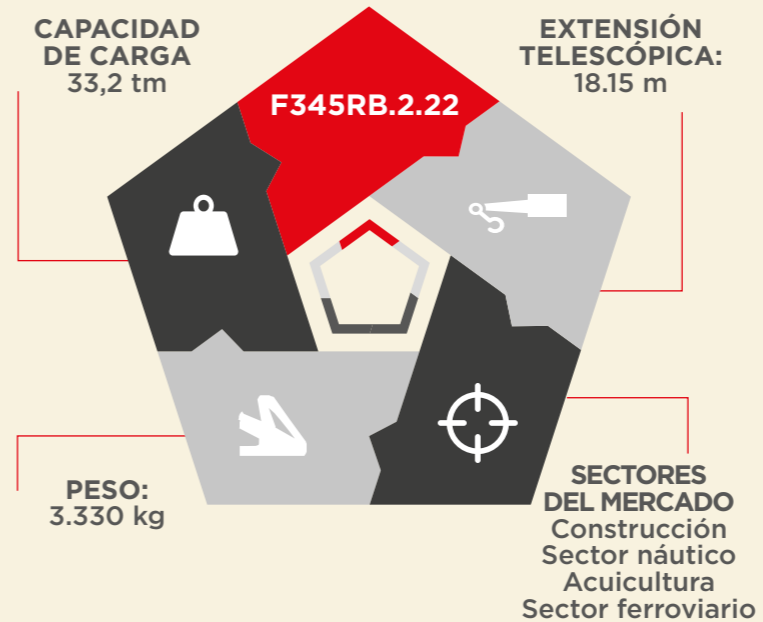 CAPACIDAD
DE CARGA
33,2 tm
EXTENSIÓN
TELESCÓPICA:
18.15 m
F345RB.2.22
PESO:
3.330 kg
SECTORES
DEL MERCADO
Construcción
Sector náutico
Acuicultura
Sector ferroviario